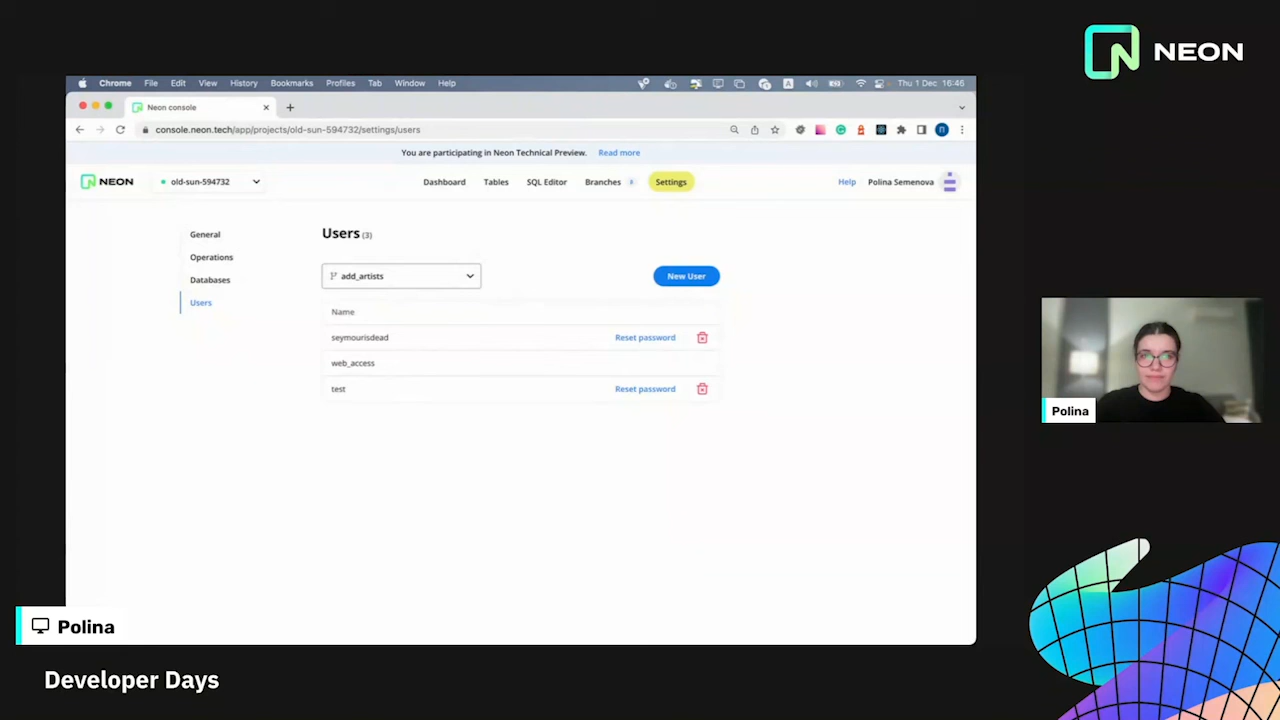 NEON
Chrome File Edit View History Bookmarks Profiles Tab Window Help
A
Thu 1 Dec 16:46
Neon console
console.neon.tech/app/projects/old-sun-594732/settings/users
You are participating in Neon Technical Preview. Read more
NEON
old-sun-594732
Dashboard Tables SQL Editor Branches Settings
Help Polina Semenova
General
Operations
Databases
Users
Users (3)
add_artists
New User
Name
seymourisdead Reset password
web_access
test Reset password
Polina
Polina
Developer Days